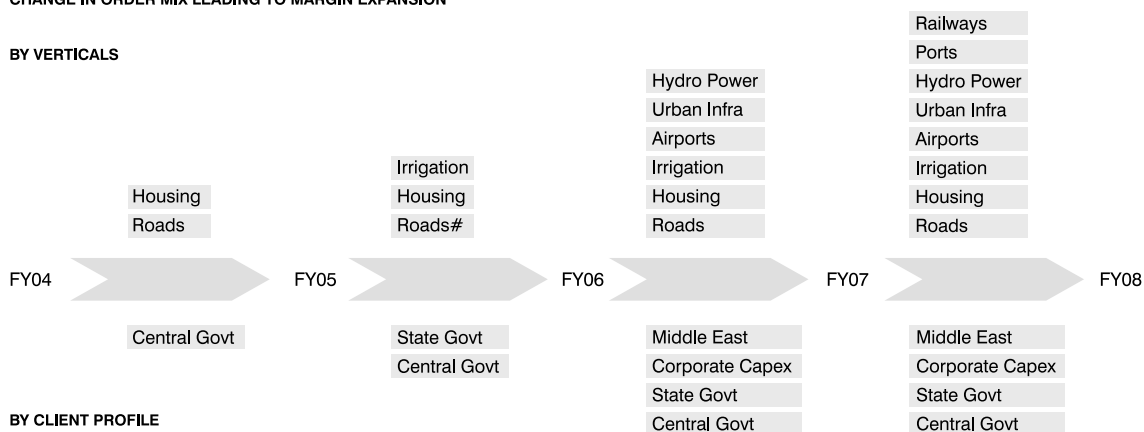 CHANGE IN ORDER MIX LEADING TO MARGIN EXPANSION
BY VERTICALS
Housing
Roads
Irrigation
Housing
Roads#
Hydro Power
Urban Infra
Airports
Irrigation
Housing
Roads
Railways
Ports
Hydro Power
Urban Infra
Airports
Irrigation
Housing
Roads
FY04
FY05
FY06
FY07
FY08
Central Govt
State Govt
Central Govt
Middle East
Corporate Capex
State Govt
Central Govt
Middle East
Corporate Capex
State Govt
Central Govt
BY CLIENT PROFILE